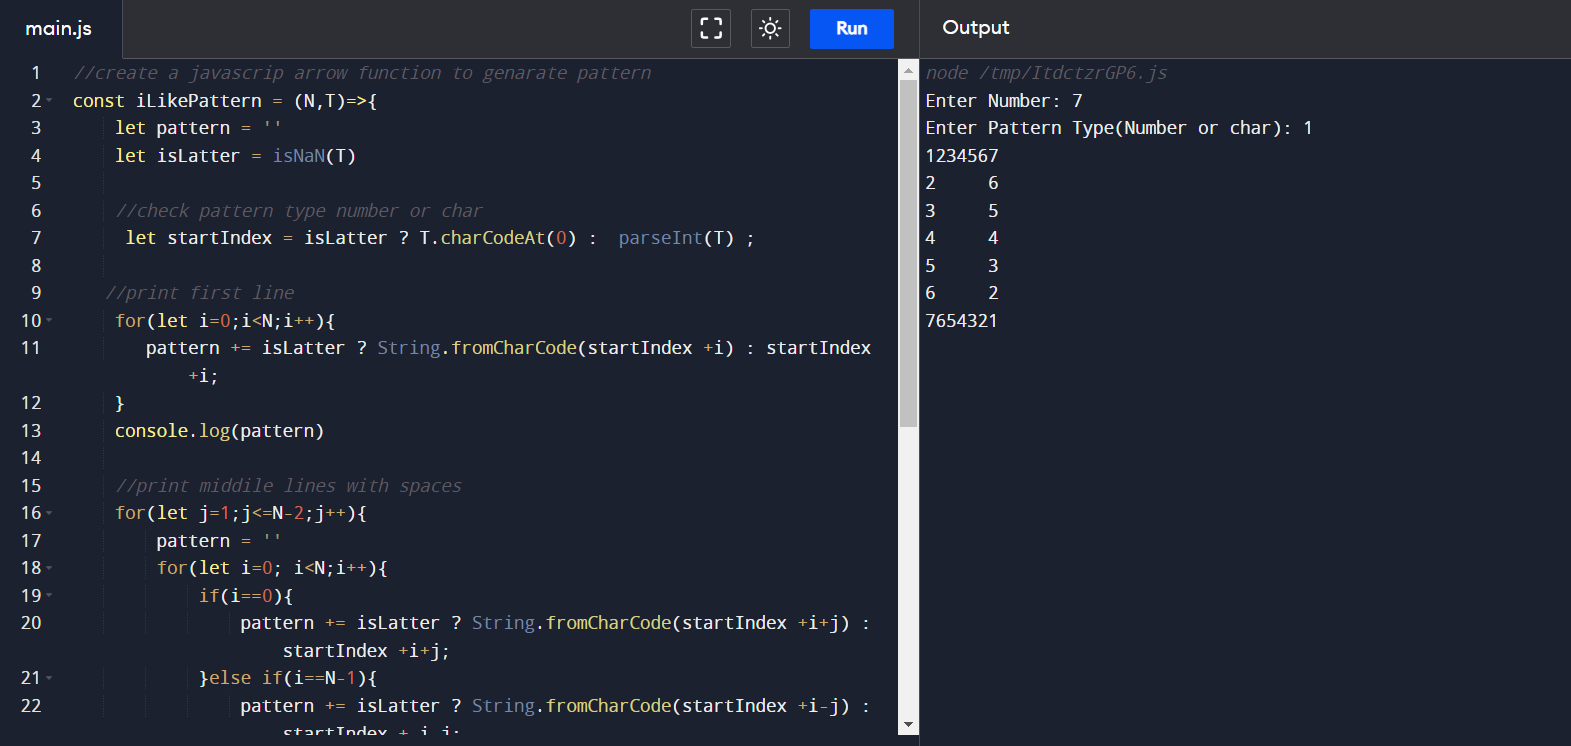 main.js
Run
Output
1 //create a javascrip arrow function to genarate pattern
2 const iLikePattern = (N,T)=>{
3 let pattern = ''
4 let isLatter = isNaN(T)
5
6 //check pattern type number or char
7 let startIndex = isLatter ? T.charCodeAt(0) : parseInt(T) ;
8
9 //print first line
10 for(let i=0;i<N;i++){
11 pattern += isLatter ? String.fromCharCode(startIndex +i) : startIndex
+i;
12 }
13 console.log(pattern)
14
15 //print middile lines with spaces
16 for(let j=1;j<=N-2;j++){
17 pattern = ''
18 for(let i=0; i<N;i++){
19 if(i==0){
20 pattern += isLatter ? String.fromCharCode(startIndex +i+j) :
startIndex +i+j;
21 }else if(i==N-1){
22 pattern += isLatter ? String.fromCharCode(startIndex +i-j) :
node /tmp/ItdctzrGP6.js
Enter Number: 7
Enter Pattern Type(Number or char): 1
1234567
2     6
3     5
4     4
5     3
6     2
7654321